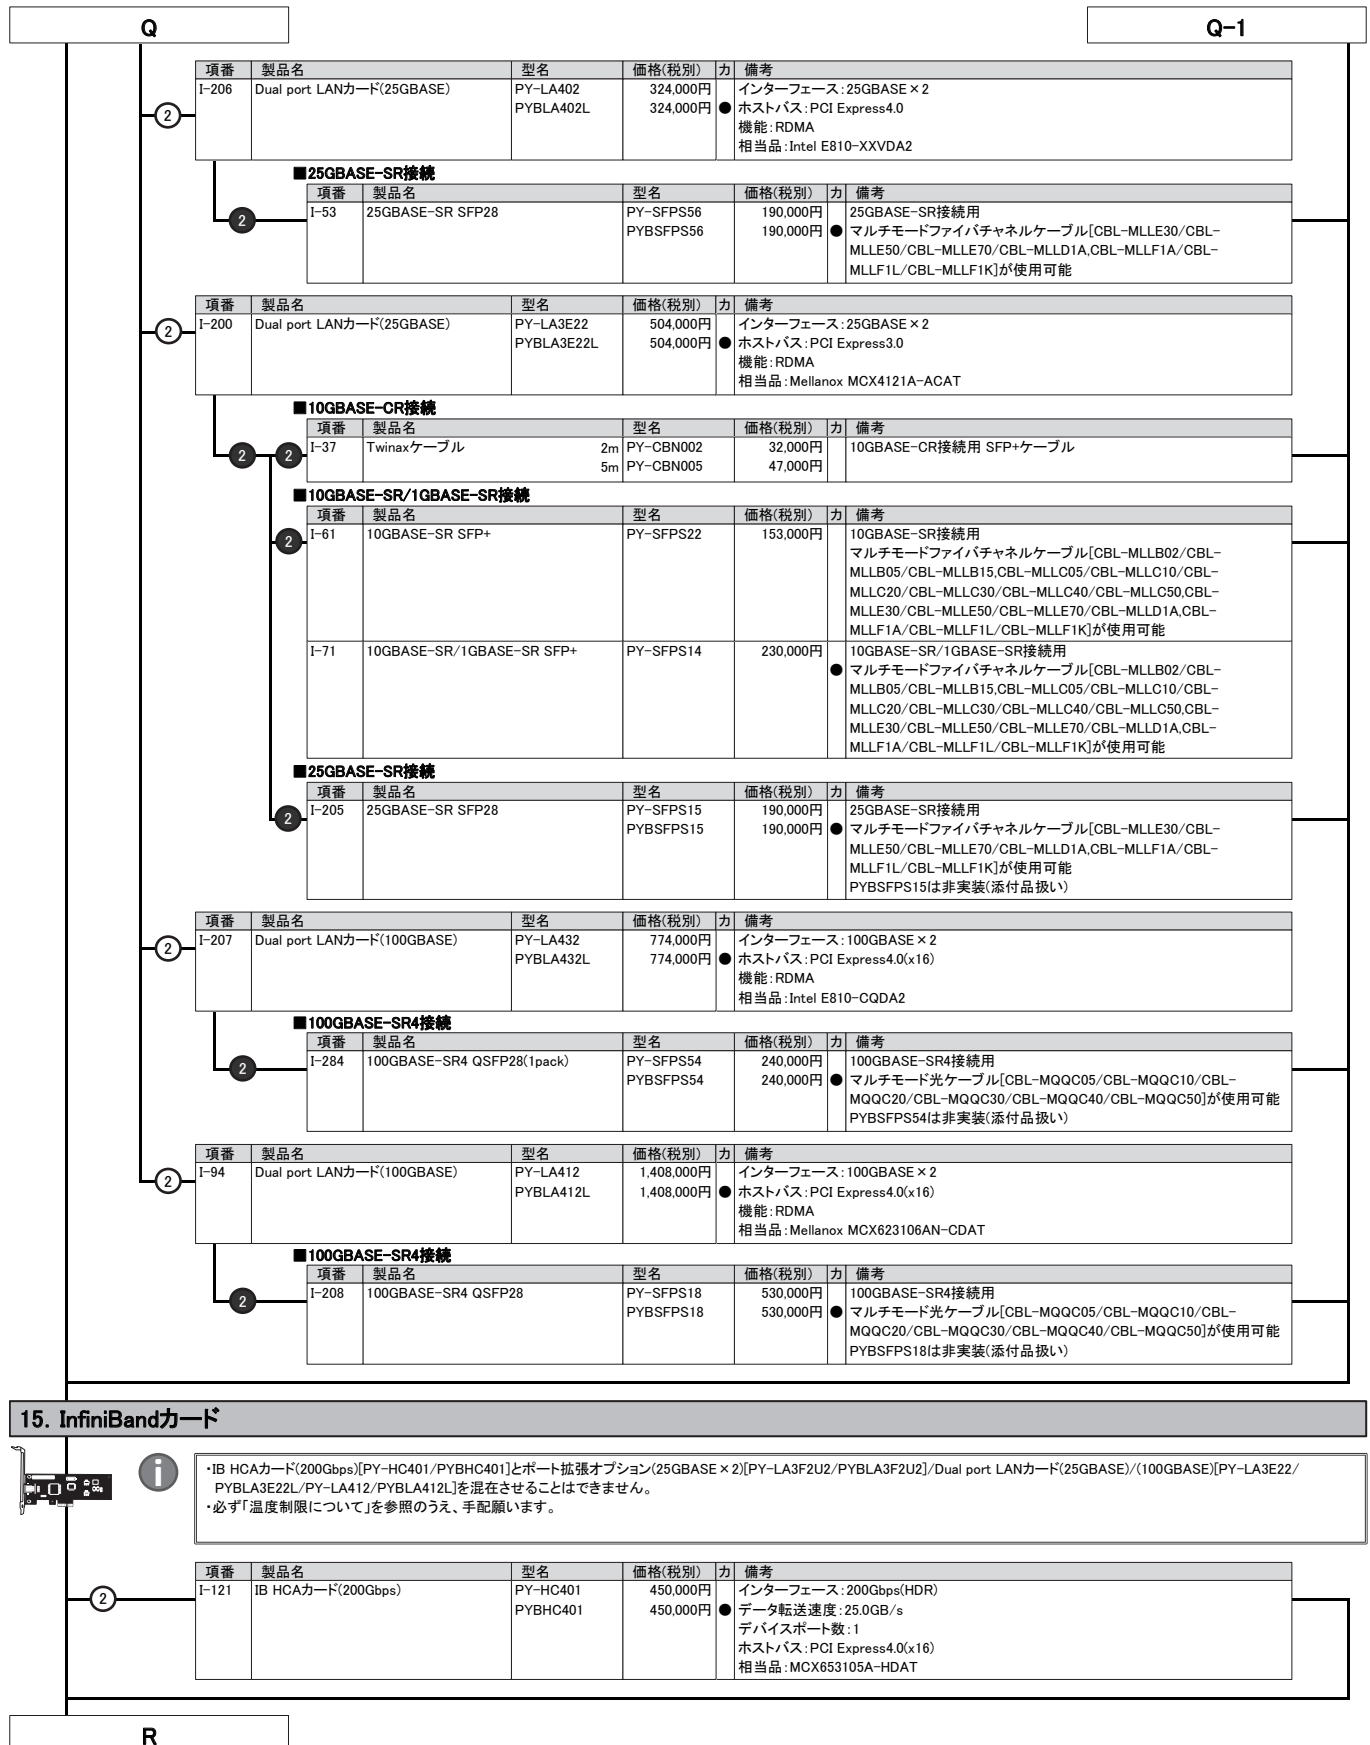 Q
Q-1
項番 製品名 型名 価格(税別) カ 備考
I-206 Dual port LANカード(25GBASE) PY-LA402 324,000円 インターフェース:25GBASE×2
PYBLA402L 324,000円 ● ホストバス:PCI Express4.0
機能:RDMA
相当品:Intel E810-XXVDA2
2
■25GBASE-SR接続
項番 製品名 型名 価格(税別) カ 備考
I-53 25GBASE-SR SFP28 PY-SFPS56 190,000円 25GBASE-SR接続用
2 PYBSFPS56 190,000円 ● マルチモードファイバチャネルケーブル[CBL-MLLE30/CBL-
MLLE50/CBL-MLLE70/CBL-MLLD1A,CBL-MLLF1A/CBL-
MLLF1L/CBL-MLLF1K]が使用可能
項番 製品名 型名 価格(税別) カ 備考
I-200 Dual port LANカード(25GBASE) PY-LA3E22 504,000円 インターフェース:25GBASE×2
2 PYBLA3E22L 504,000円 ● ホストバス:PCI Express3.0
機能:RDMA
相当品:Mellanox MCX4121A-ACAT
■10GBASE-CR接続
項番 製品名 型名 価格(税別) カ 備考
2 2 I-37 Twinaxケーブル 2m PY-CBN002 32,000円 10GBASE-CR接続用 SFP+ケーブル
5m PY-CBN005 47,000円
■10GBASE-SR/1GBASE-SR接続
項番 製品名 型名 価格(税別) カ 備考
2 I-61 10GBASE-SR SFP+ PY-SFPS22 153,000円 10GBASE-SR接続用
マルチモードファイバチャネルケーブル[CBL-MLLB02/CBL-
MLLB05/CBL-MLLB15,CBL-MLLC05/CBL-MLLC10/CBL-
MLLC20/CBL-MLLC30/CBL-MLLC40/CBL-MLLC50,CBL-
MLLE30/CBL-MLLE50/CBL-MLLE70/CBL-MLLD1A,CBL-
MLLF1A/CBL-MLLF1L/CBL-MLLF1K]が使用可能
I-71 10GBASE-SR/1GBASE-SR SFP+ PY-SFPS14 230,000円 10GBASE-SR/1GBASE-SR接続用
● マルチモードファイバチャネルケーブル[CBL-MLLB02/CBL-
MLLB05/CBL-MLLB15,CBL-MLLC05/CBL-MLLC10/CBL-
MLLC20/CBL-MLLC30/CBL-MLLC40/CBL-MLLC50,CBL-
MLLE30/CBL-MLLE50/CBL-MLLE70/CBL-MLLD1A,CBL-
MLLF1A/CBL-MLLF1L/CBL-MLLF1K]が使用可能
■25GBASE-SR接続
項番 製品名 型名 価格(税別) カ 備考
2 I-205 25GBASE-SR SFP28 PY-SFPS15 190,000円 25GBASE-SR接続用
PYBSFPS15 190,000円 ● マルチモードファイバチャネルケーブル[CBL-MLLE30/CBL-
MLLE50/CBL-MLLE70/CBL-MLLD1A,CBL-MLLF1A/CBL-
MLLF1L/CBL-MLLF1K]が使用可能
PYBSFPS15は非実装(添付品扱い)
項番 製品名 型名 価格(税別) カ 備考
I-207 Dual port LANカード(100GBASE) PY-LA432 774,000円 インターフェース:100GBASE×2
2 PYBLA432L 774,000円 ● ホストバス:PCI Express4.0(x16)
機能:RDMA
相当品:Intel E810-CQDA2
■100GBASE-SR4接続
項番 製品名 型名 価格(税別) カ 備考
I-284 100GBASE-SR4 QSFP28(1pack) PY-SFPS54 240,000円 100GBASE-SR4接続用
2 PYBSFPS54 240,000円 ● マルチモード光ケーブル[CBL-MQQC05/CBL-MQQC10/CBL-
MQQC20/CBL-MQQC30/CBL-MQQC40/CBL-MQQC50]が使用可能
PYBSFPS54は非実装(添付品扱い)
項番 製品名 型名 価格(税別) カ 備考
I-94 Dual port LANカード(100GBASE) PY-LA412 1,408,000円 インターフェース:100GBASE×2
2 PYBLA412L 1,408,000円 ● ホストバス:PCI Express4.0(x16)
機能:RDMA
相当品:Mellanox MCX623106AN-CDAT
■100GBASE-SR4接続
項番 製品名 型名 価格(税別) カ 備考
I-208 100GBASE-SR4 QSFP28 PY-SFPS18 530,000円 100GBASE-SR4接続用
2 PYBSFPS18 530,000円 ● マルチモード光ケーブル[CBL-MQQC05/CBL-MQQC10/CBL-
MQQC20/CBL-MQQC30/CBL-MQQC40/CBL-MQQC50]が使用可能
PYBSFPS18は非実装(添付品扱い)
15. InfiniBandカード
i
・IB HCAカード(200Gbps)[PY-HC401/PYBHC401]とポート拡張オプション(25GBASE×2)[PY-LA3F2U2/PYBLA3F2U2]/Dual port LANカード(25GBASE)/(100GBASE)[PY-LA3E22/
PYBLA3E22L/PY-LA412/PYBLA412L]を混在させることはできません。
・必ず「温度制限について」を参照のうえ、手配願います。
項番 製品名 型名 価格(税別) カ 備考
I-121 IB HCAカード(200Gbps) PY-HC401 450,000円 インターフェース:200Gbps(HDR)
2 PYBHC401 450,000円 ● データ転送速度:25.0GB/s
デバイスポート数:1
ホストバス:PCI Express4.0(x16)
相当品:MCX653105A-HDAT
R